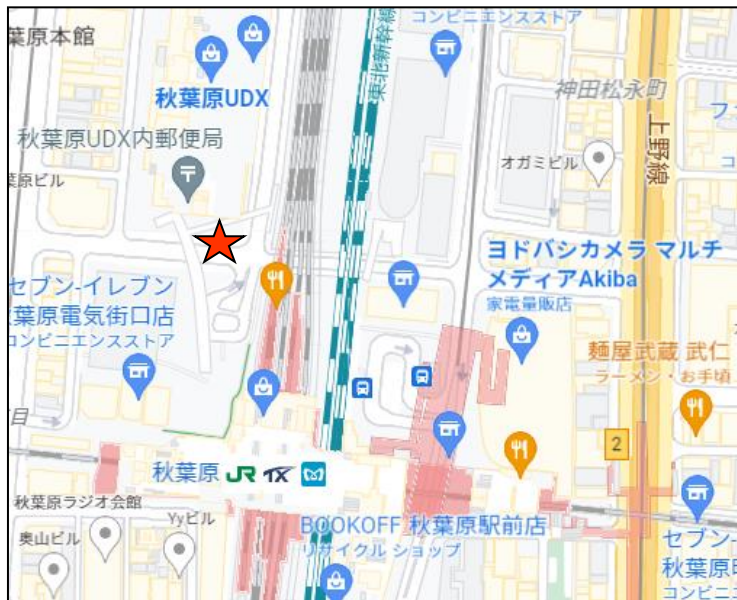 コンビニエンスストア
葉原本館
秋葉原UDX
東北新幹線
神田松永町
秋葉原UDX内郵便局
上野線
オガミビル
葉原ビル
ヨドバシカメラ マルチ
メディアAkiba
家電量販店
セブン-イレブン
葉原電気街口店
コンビニエンスストア
麺屋武蔵 武仁
ラーメン・お手頃
2
目
秋葉原 JR TX
秋葉原ラジオ会館
Yyビル
奥山ビル
BOOKOFF 秋葉原駅前店
リサイクル ショップ
セブン-
秋葉原
コンビニ